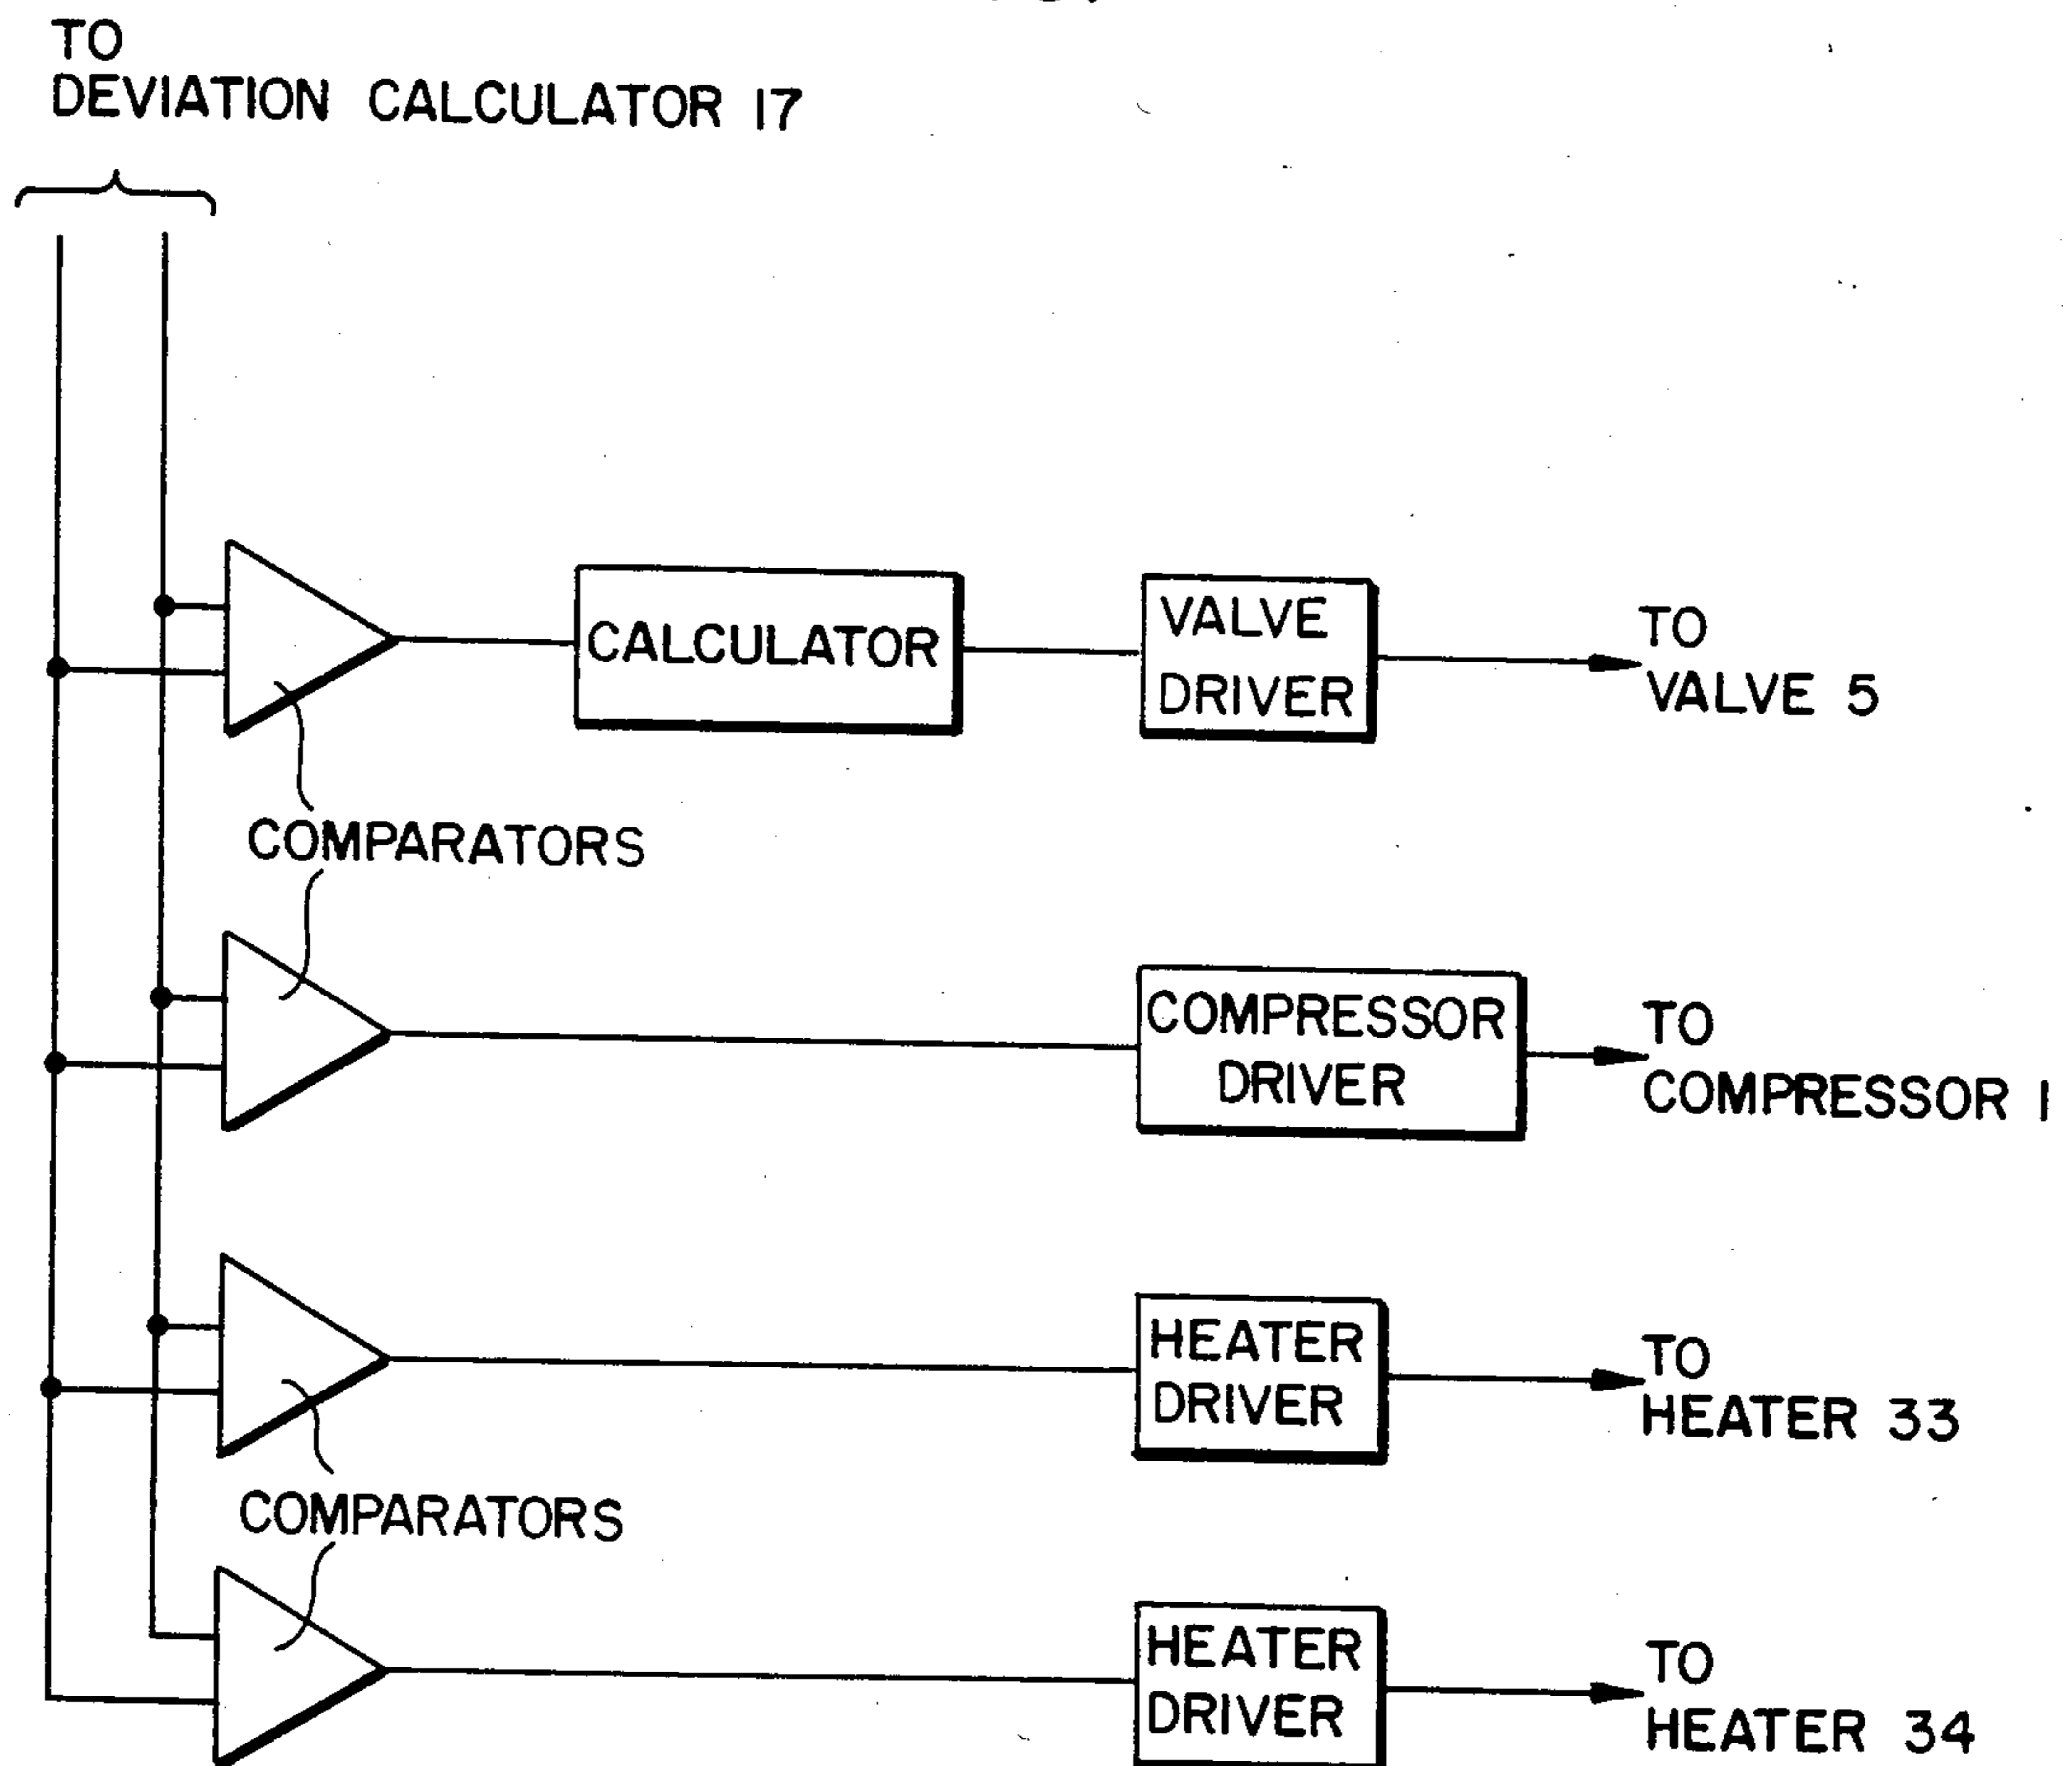 TO
DEVIATION CALCULATOR 17
CALCULATOR
VALVE
DRIVER
TO
VALVE 5
COMPARATORS
COMPRESSOR
DRIVER
TO
COMPRESSOR 1
HEATER
DRIVER
TO
HEATER 33
COMPARATORS
HEATER
DRIVER
TO
HEATER 34